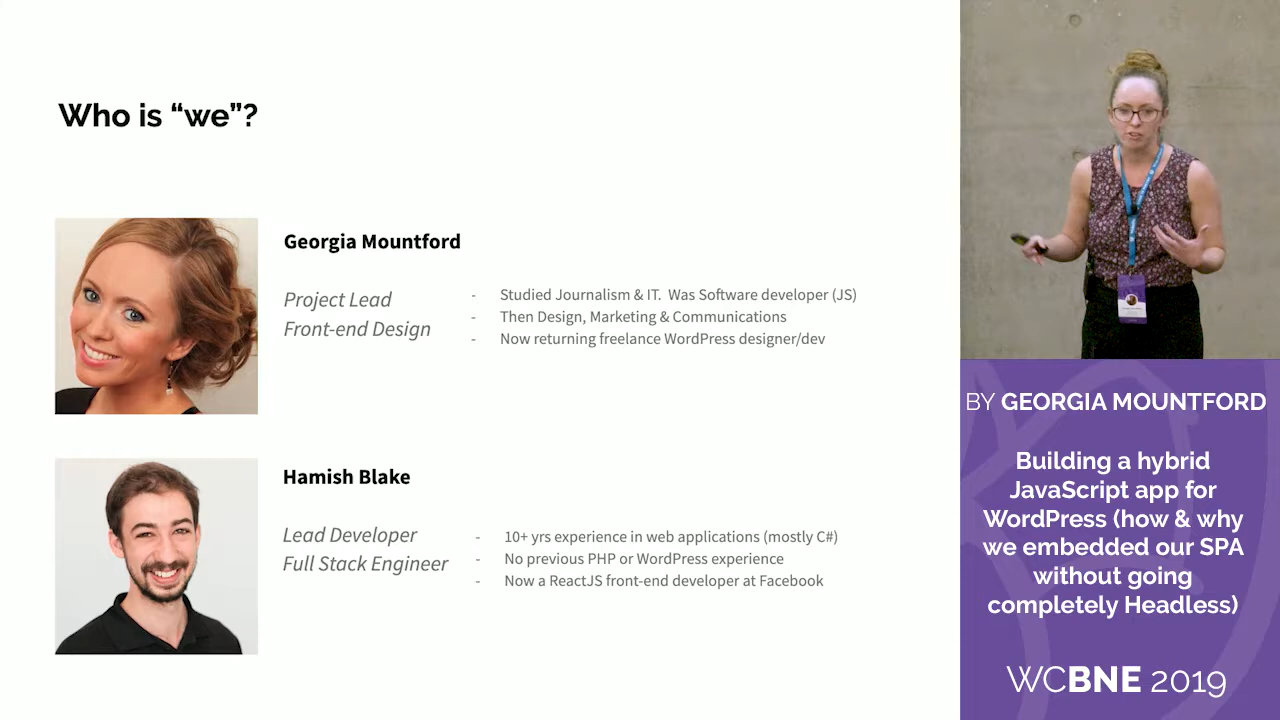 Who is “we”?
Georgia Mountford
Project Lead
Front-end Design
- Studied Journalism & IT. Was Software developer (JS)
- Then Design, Marketing & Communications
- Now returning freelance WordPress designer/dev
Hamish Blake
Lead Developer
Full Stack Engineer
- 10+ yrs experience in web applications (mostly C#)
- No previous PHP or WordPress experience
- Now a ReactJS front-end developer at Facebook
BY GEORGIA MOUNTFORD
Building a hybrid
JavaScript app for
WordPress (how & why
we embedded our SPA
without going
completely Headless)
WCBNE 2019